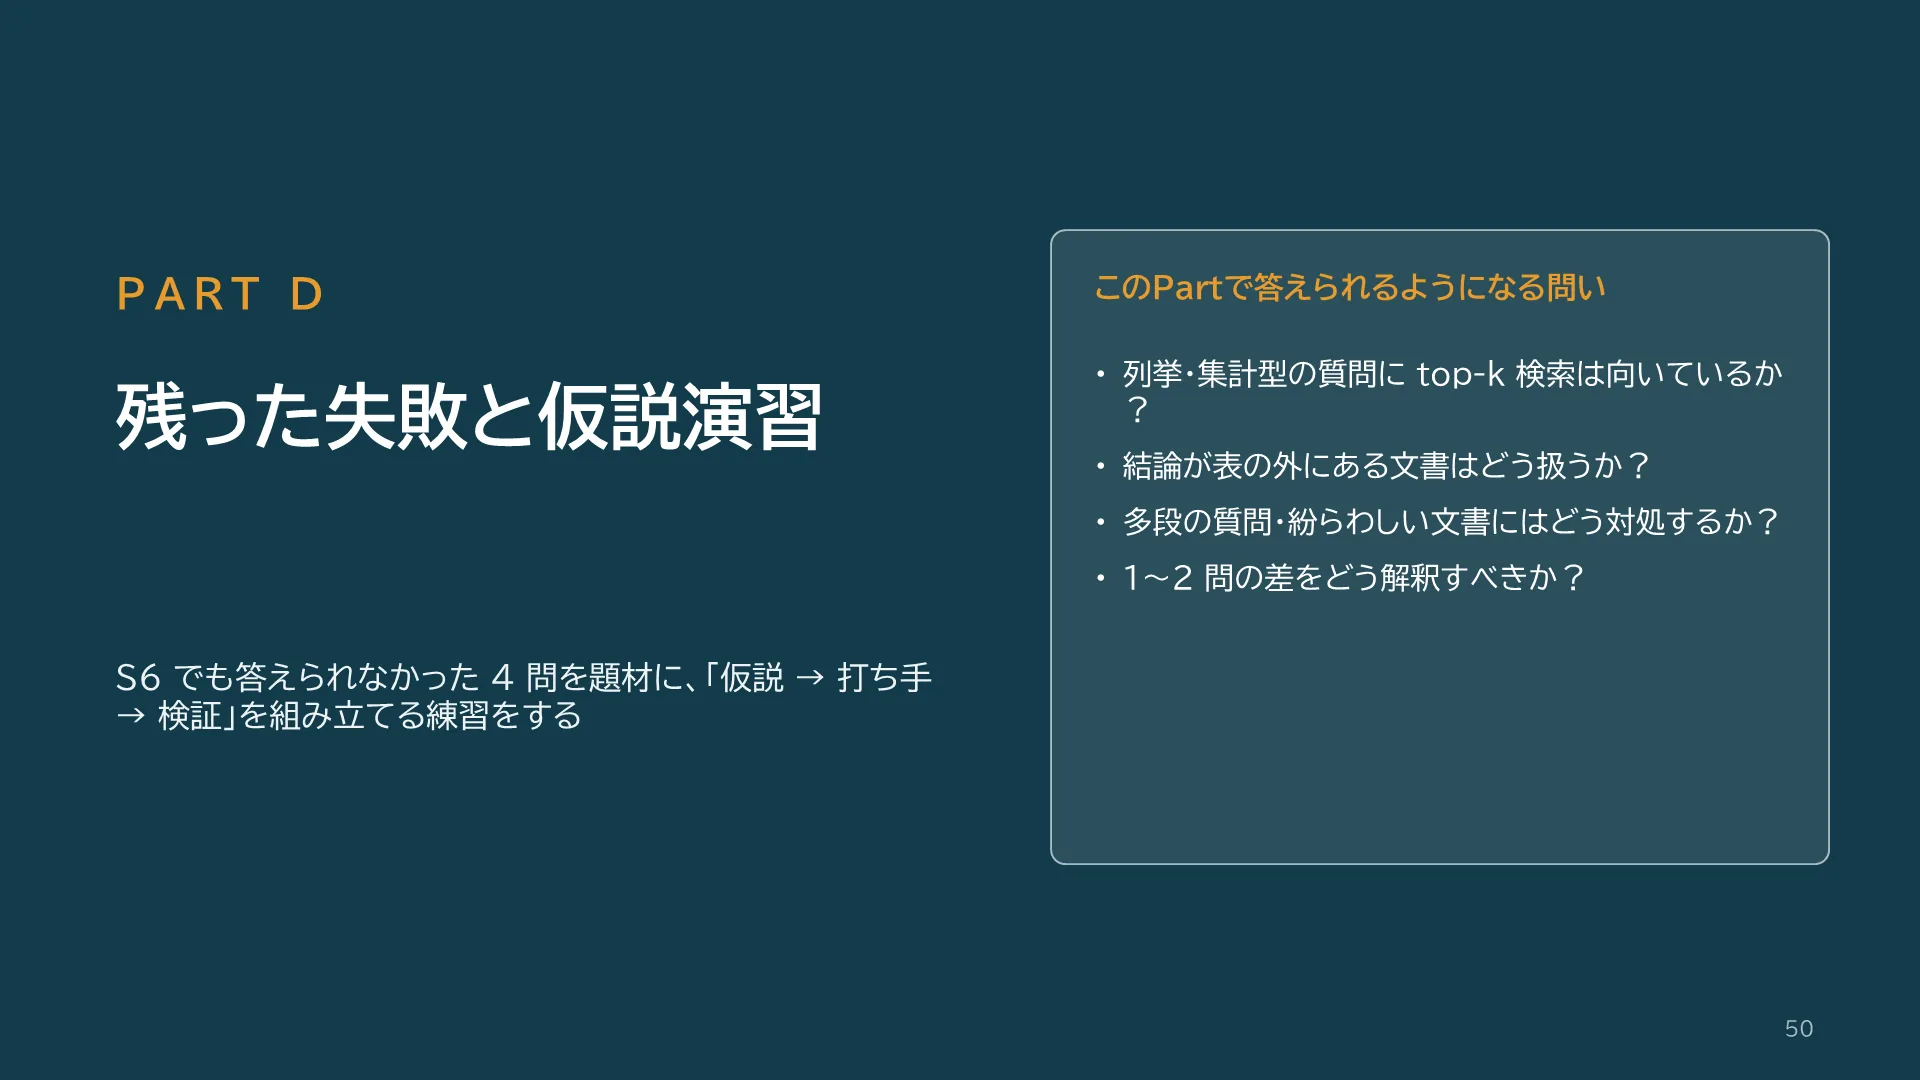 PART D
残った失敗と仮説演習
S6 でも答えられなかった 4 問を題材に、「仮説 → 打ち手
→ 検証」を組み立てる練習をする
このPartで答えられるようになる問い
• 列挙・集計型の質問に top-k 検索は向いているか
？
• 結論が表の外にある文書はどう扱うか？
• 多段の質問・紛らわしい文書にはどう対処するか？
• 1〜2 問の差をどう解釈すべきか？
50